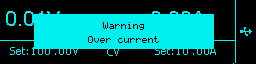 Warning
Over current
Set:100.00V CV Set:10.00A